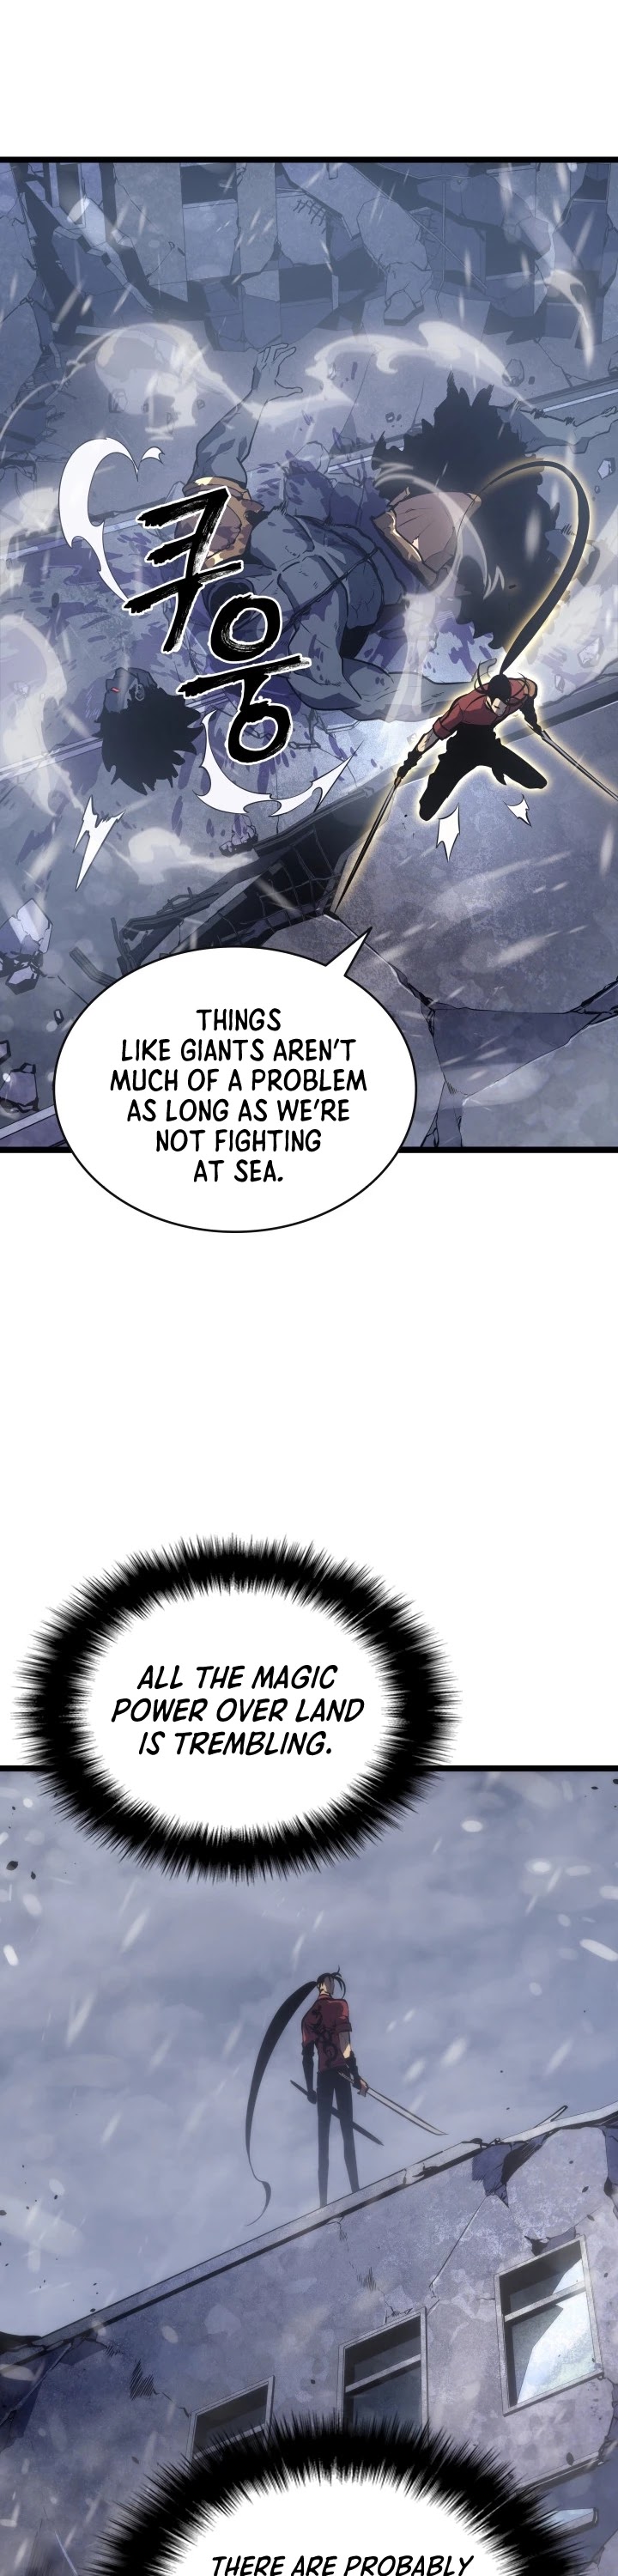 쿠웅
THINGS
LIKE GIANTS AREN'T
MUCH OF A PROBLEM
AS LONG AS WE'RE
NOT FIGHTING
AT SEA.
ALL THE MAGIC
POWER OVER LAND
IS TREMBLING.
THERE ARE PROBABLY